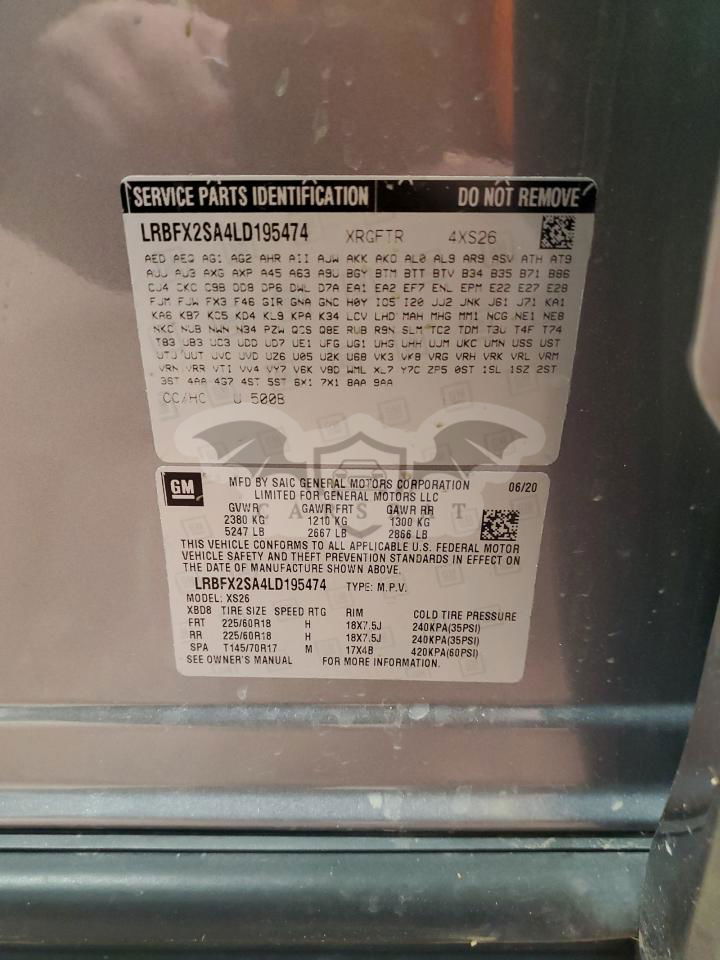 SERVICE PARTS IDENTIFICATION DO NOT REMOVE
LRBFX2SA4LD195474 XRGFTR 4XS26
AED AEQ AG1 AG2 AHR AII AJW AKK AKO AL0 AL9 AR9 ASV ATH AT9
AUJ AU3 AXG AXP A45 A63 A9U BGY BTM BTT BTV B34 B35 B71 B86
CJ4 CKC C9B DD8 DP6 DWL D7A EA1 EA2 EF7 ENL EPM E22 E27 E28
FJM FJW FX3 F46 GIR GNA GNC H0Y IO5 I20 JJ2 JNK J61 J71 KA1
KA6 KB7 KC5 KD4 KL9 KPA K34 LCV LHD MAH MHG MM1 NCG NE1 NE8
NKC NUB NWN N34 PZW QCS Q8E RUB R9N SLM TC2 TDM T3U T4F T74
T83 UB3 UC3 UDD UD7 UE1 UFG UG1 UHG UHH UJM UKC UMN USS UST
UTJ UUT UVC UVD UZ6 U05 U2K U68 VK3 VK8 VRG VRH VRK VRL VRM
VRN VRR VTI VV4 VY7 V6K V8D WML XL7 Y7C ZP5 0ST 1SL 1SZ 2ST
3ST 4AA 4G7 4ST 5ST 6X1 7X1 8AA 9AA
CC/HC U 500B
CARSBAT
GM
MFD BY SAIC GENERAL MOTORS CORPORATION 06/20
LIMITED FOR GENERAL MOTORS LLC
GVWR GAWR FRT GAWR RR
2380 KG 1210 KG 1300 KG
5247 LB 2667 LB 2866 LB
THIS VEHICLE CONFORMS TO ALL APPLICABLE U.S. FEDERAL MOTOR
VEHICLE SAFETY AND THEFT PREVENTION STANDARDS IN EFFECT ON
THE DATE OF MANUFACTURE SHOWN ABOVE.
LRBFX2SA4LD195474 TYPE: M.P.V.
MODEL: XS26
XBD8 TIRE SIZE SPEED RTG RIM COLD TIRE PRESSURE
FRT 225/60R18 H 18X7.5J 240KPA(35PSI)
RR 225/60R18 H 18X7.5J 240KPA(35PSI)
SPA T145/70R17 M 17X4B 420KPA(60PSI)
SEE OWNER'S MANUAL FOR MORE INFORMATION.